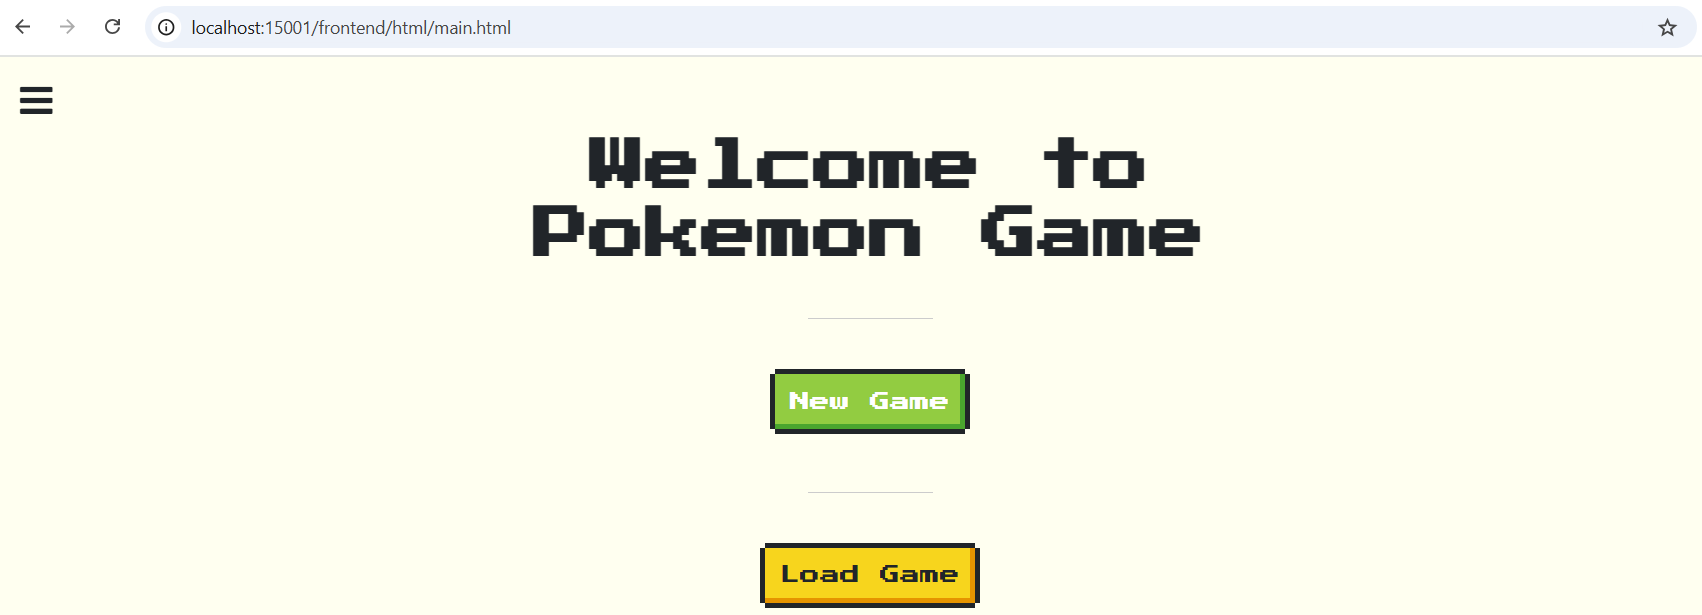 localhost:15001/frontend/html/main.html
Welcome to
Pokemon Game
New Game
Load Game